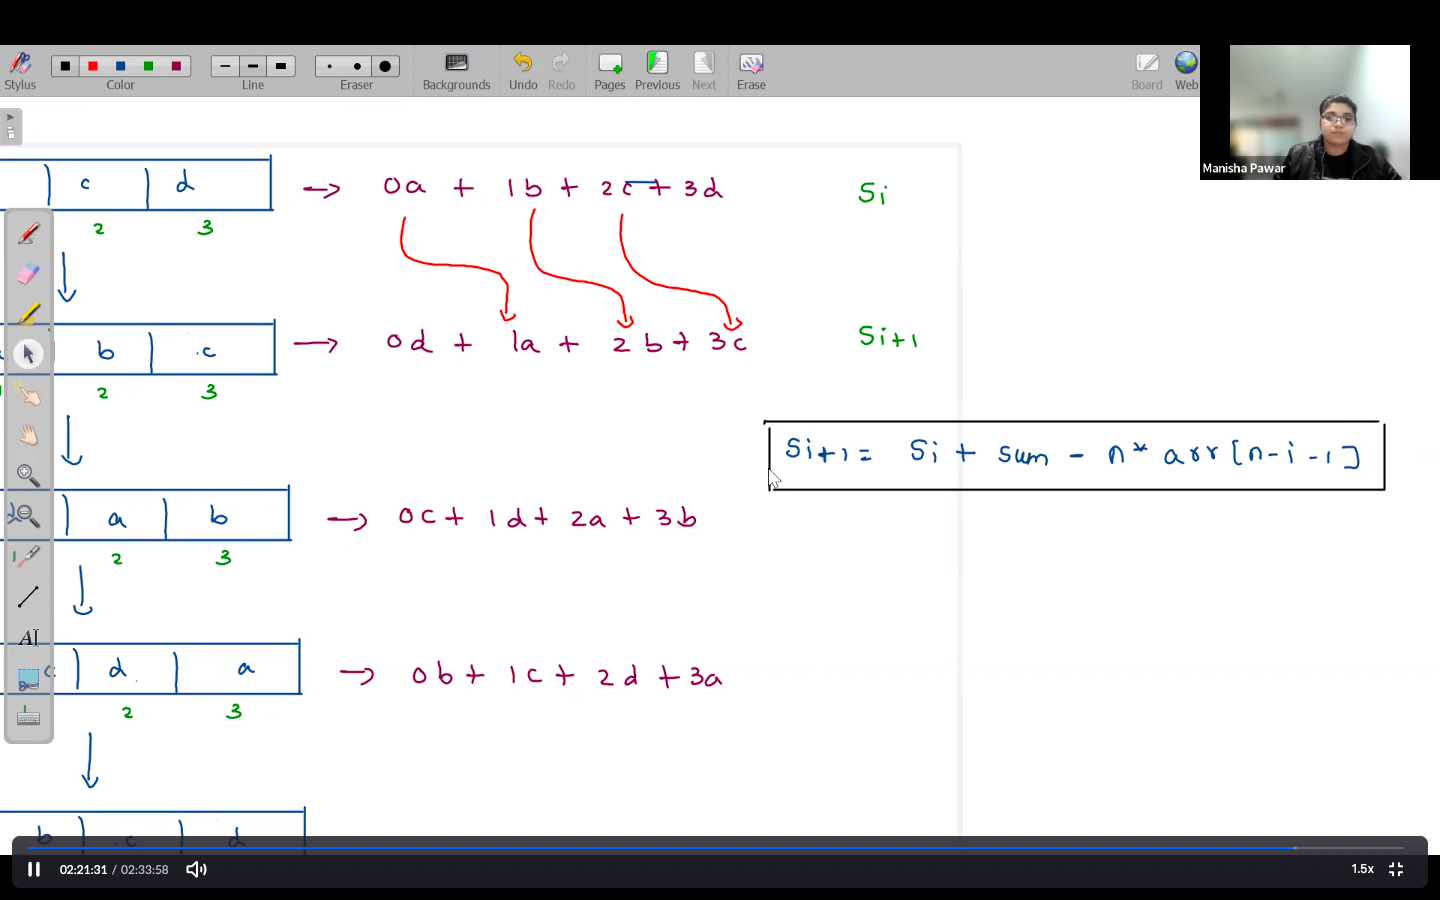 Stylus Color Line Eraser Backgrounds Undo Redo Pages Previous Next Erase Board Web
Manisha Pawar
c d → 0a + 1b + 2c + 3d Si
2 3
b c → 0d + 1a + 2b + 3c Si+1
2 3
Si+1 = Si + sum - n* arr[n-i-1]
a b → 0c + 1d + 2a + 3b
2 3
c d a → 0b + 1c + 2d + 3a
2 3
b c d
02:21:31 / 02:33:58 1.5x